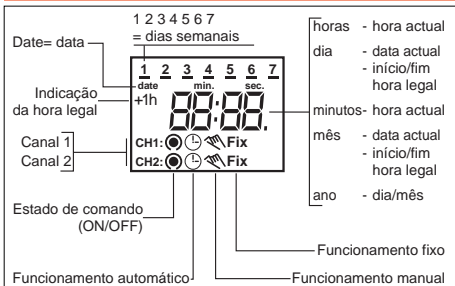 1 2 3 4 5 6 7
= dias semanais
Date= data
Indicação
da hora legal
Canal 1
Canal 2
Estado de comando
(ON/OFF)
Funcionamento automático
1 2 3 4 5 6 7
date min. sec.
+1h 88:88.
CH1: Fix
CH2: Fix
horas - hora actual
dia - data actual
- início/fim
hora legal
minutos- hora actual
mês - data actual
- início/fim
hora legal
ano - dia/mês
Funcionamento fixo
Funcionamento manual